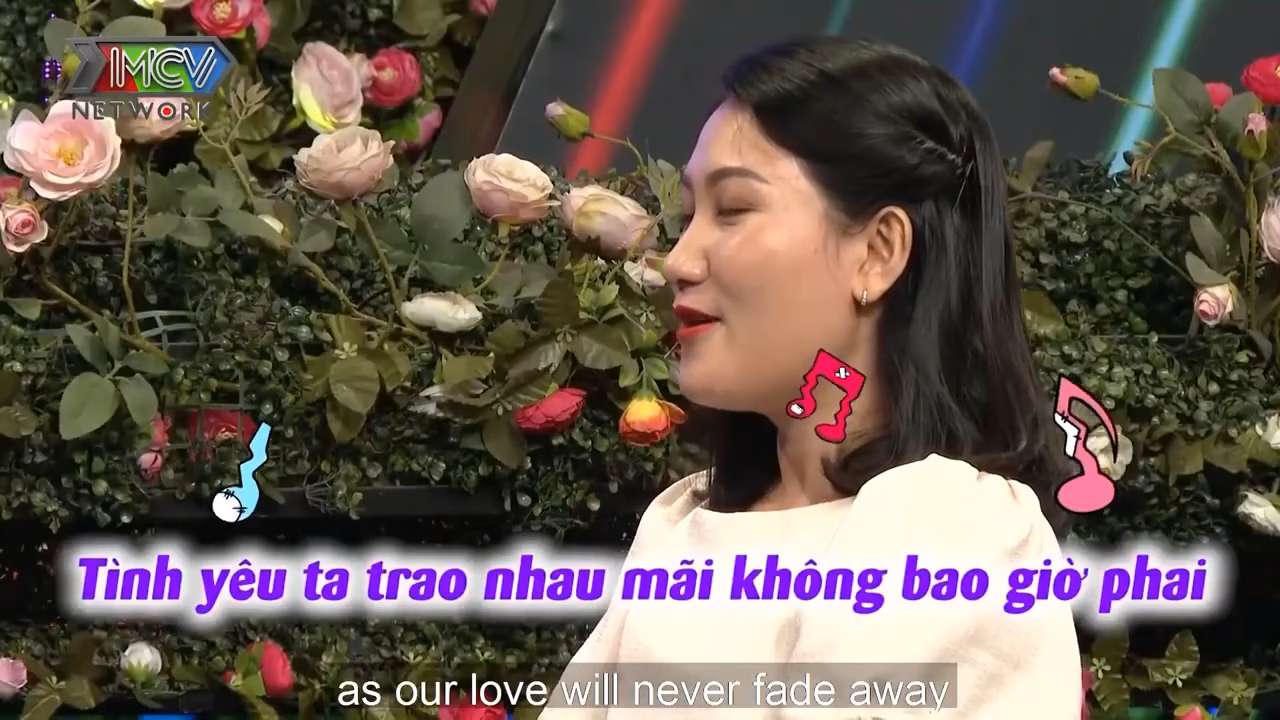 MCV
NETWORK
Tình yêu ta trao nhau mãi không bao giờ phai
as our love will never fade away